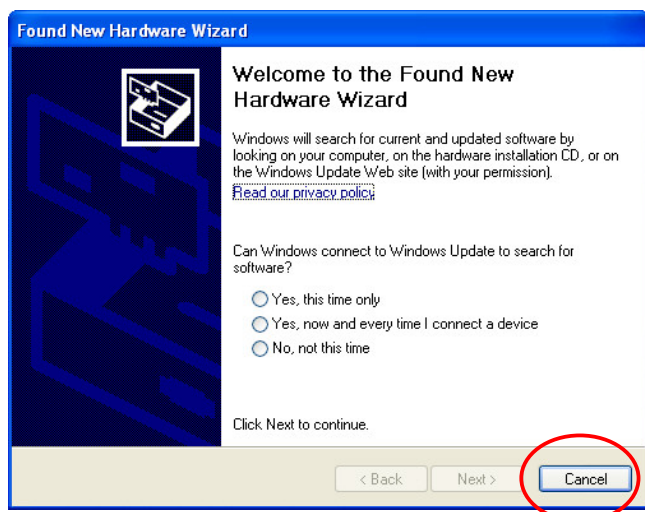 Found New Hardware Wizard
Welcome to the Found New
Hardware Wizard
Windows will search for current and updated software by
looking on your computer, on the hardware installation CD, or on
the Windows Update Web site (with your permission).
Read our privacy policy
Can Windows connect to Windows Update to search for
software?
Yes, this time only
Yes, now and every time I connect a device
No, not this time
Click Next to continue.
< Back Next > Cancel